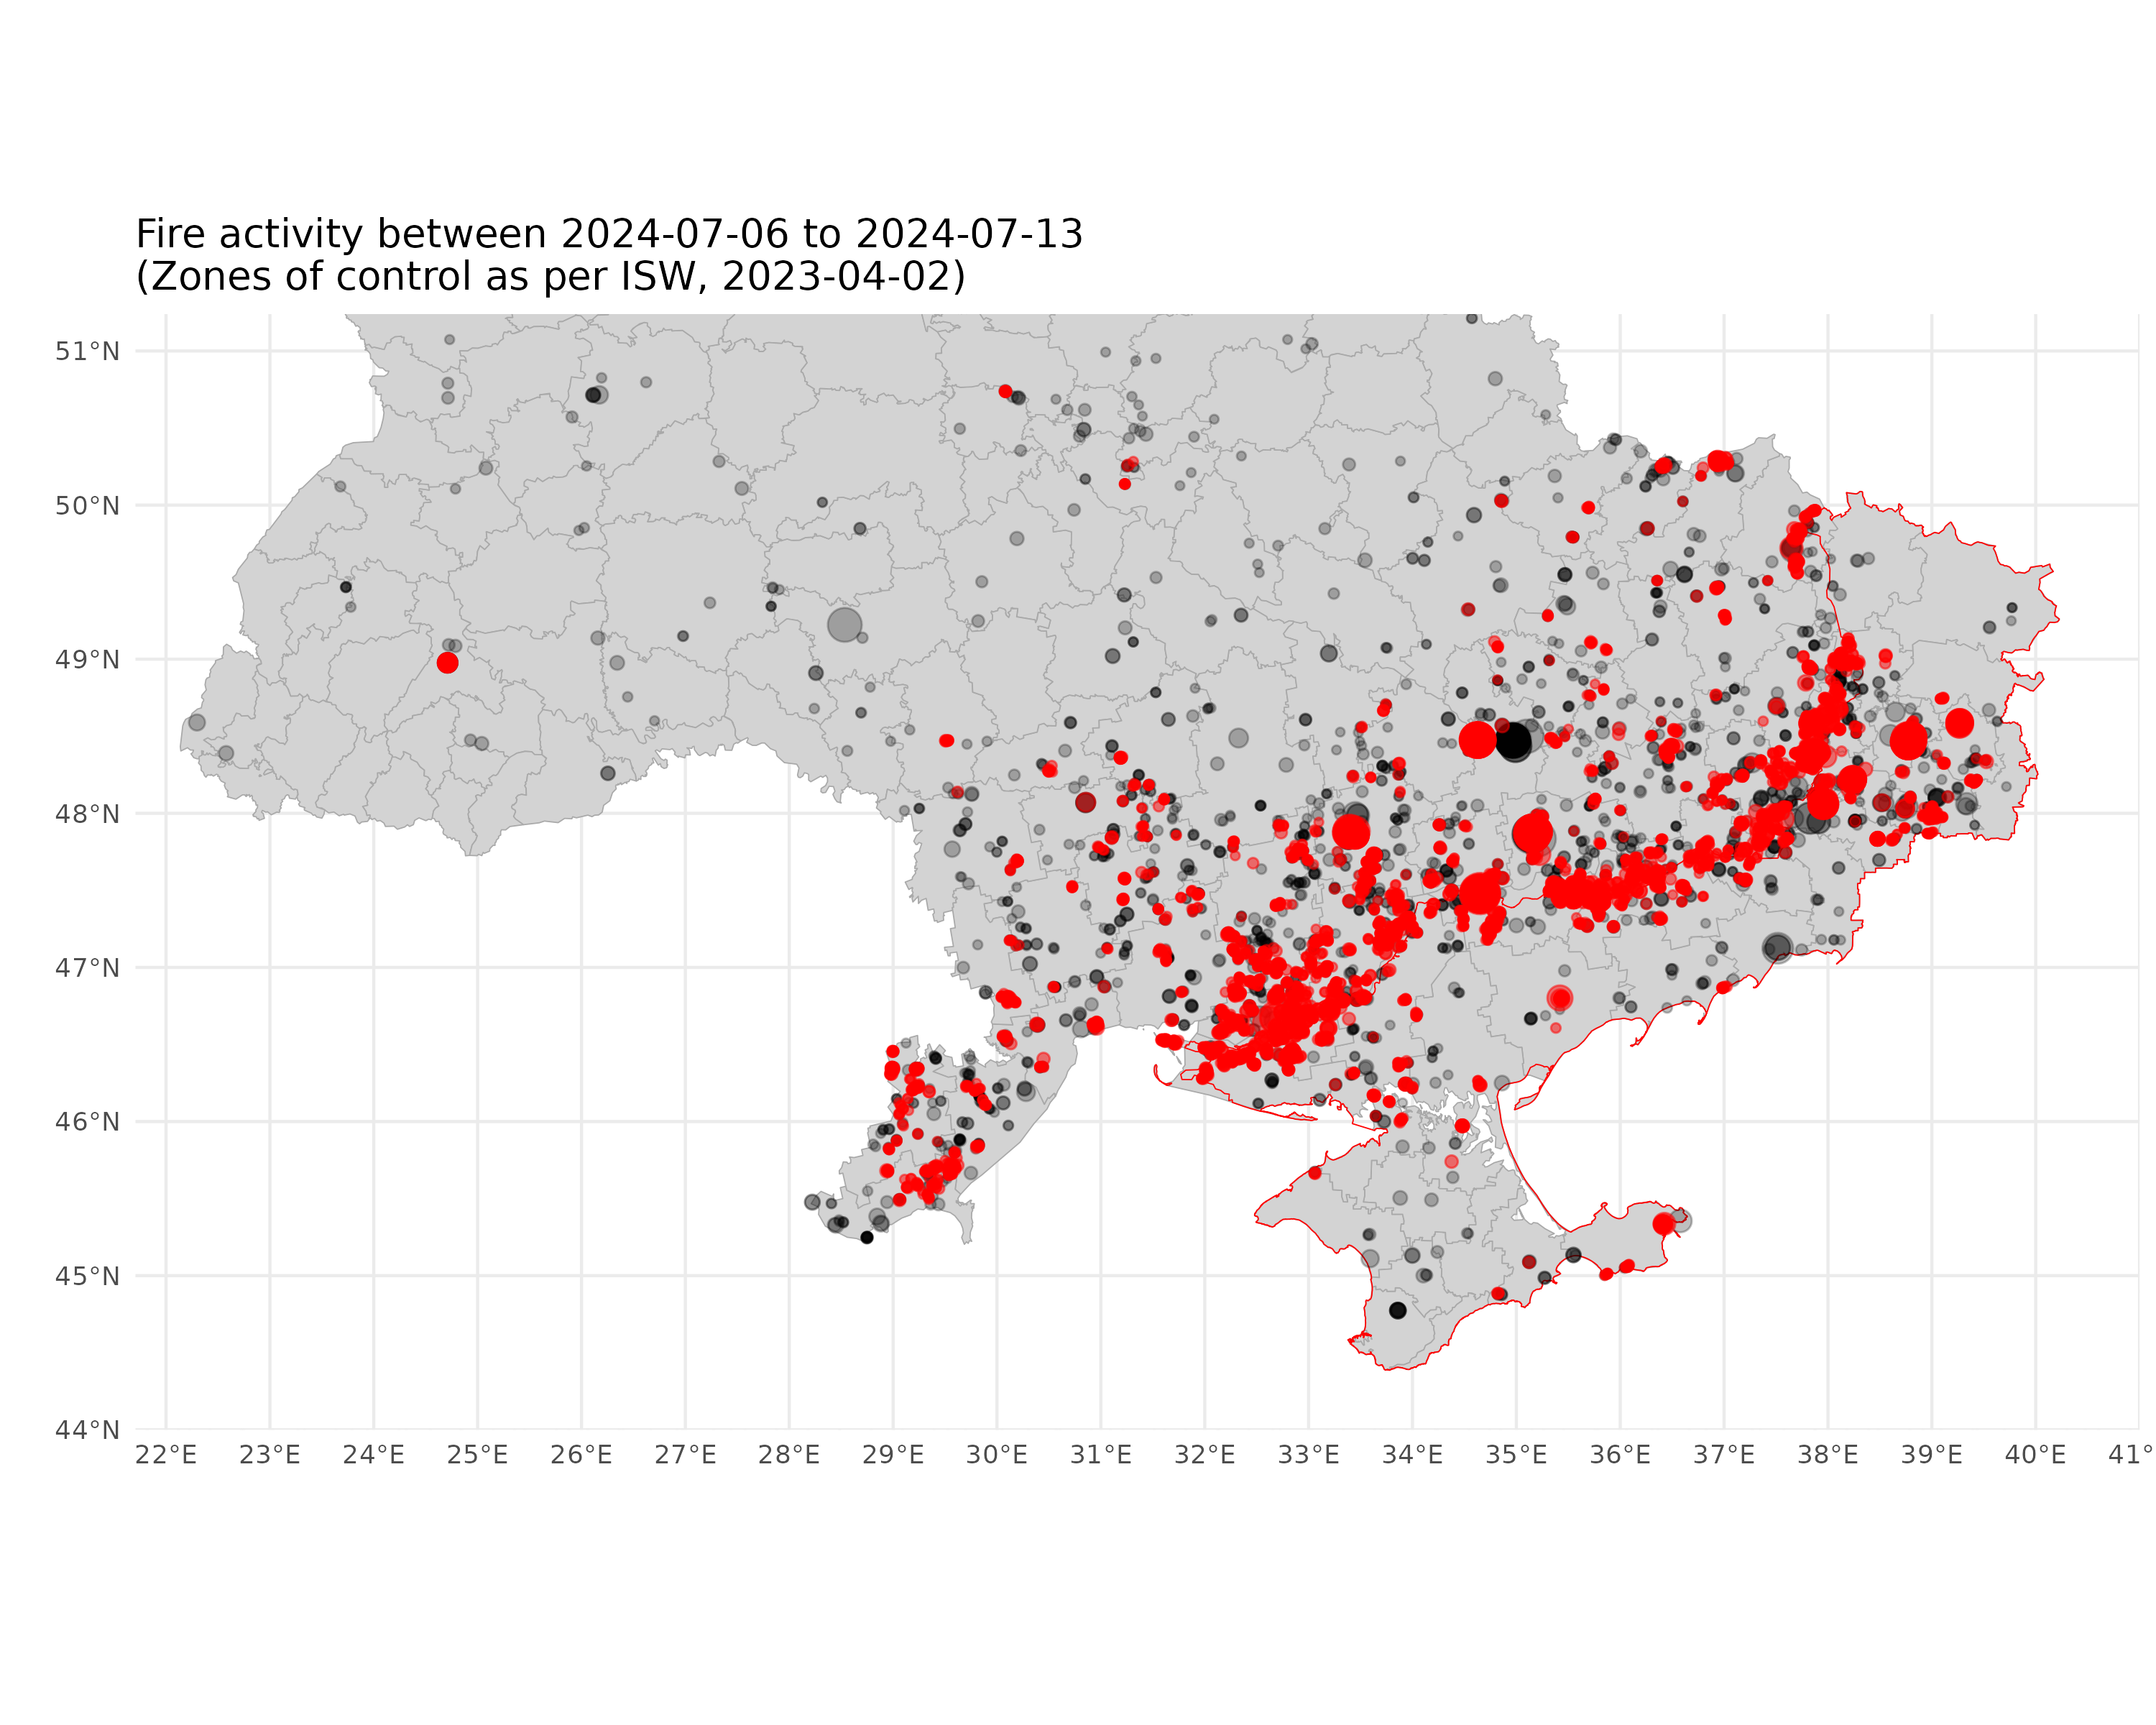 Fire activity between 2024-07-06 to 2024-07-13
(Zones of control as per ISW, 2023-04-02)
51°N
50°N
49°N
48°N
47°N
46°N
45°N
44°N
22°E 23°E 24°E 25°E 26°E 27°E 28°E 29°E 30°E 31°E 32°E 33°E 34°E 35°E 36°E 37°E 38°E 39°E 40°E 41°